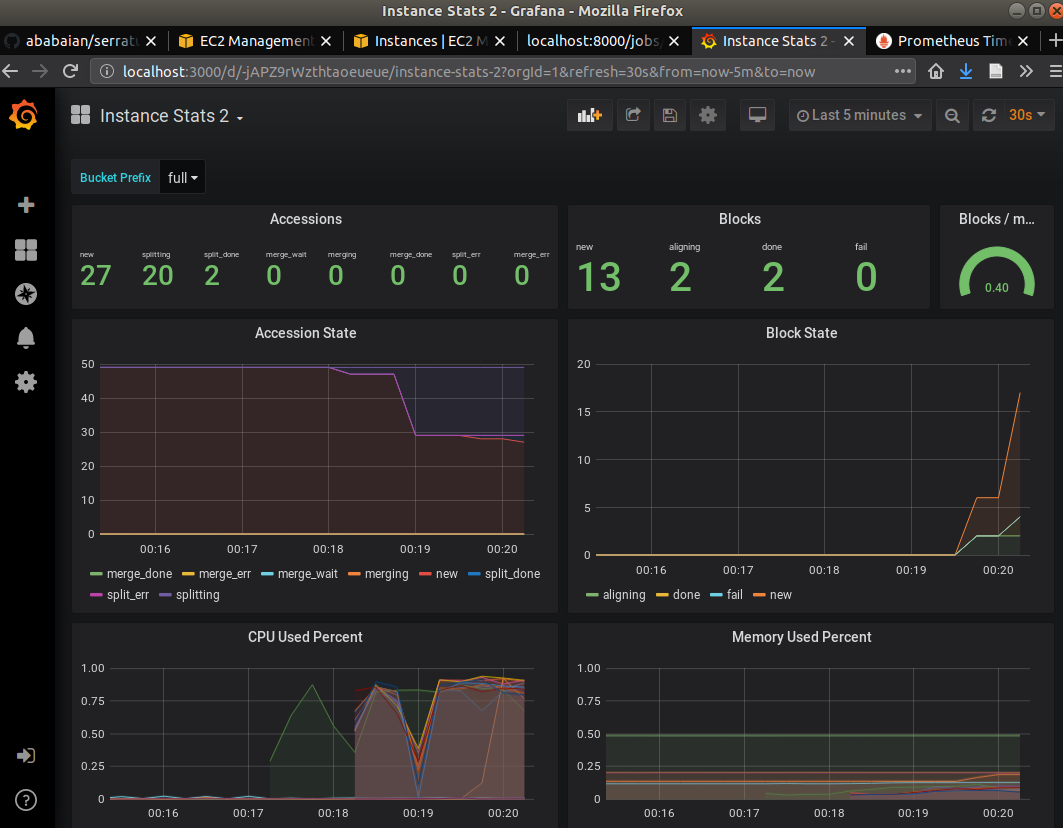 Instance Stats 2 - Grafana - Mozilla Firefox
ababaian/serrat
EC2 Management
Instances | EC2 M
localhost:8000/jobs/
Instance Stats 2 -
Prometheus Tim
localhost:3000/d/-jAPZ9rWzthtaoeueue/instance-stats-2?orgId=1&refresh=30s&from=now-5m&to=now
Instance Stats 2
Last 5 minutes
30s
Bucket Prefix full
Accessions
new splitting split_done merge_wait merging merge_done split_err merge_err
27 20 2 0 0 0 0 0
Blocks
new aligning done fail
13 2 2 0
Blocks / m...
0.40
Accession State
50
40
30
20
10
0
00:16 00:17 00:18 00:19 00:20
merge_done merge_err merge_wait merging new split_done
split_err splitting
Block State
20
15
10
5
0
00:16 00:17 00:18 00:19 00:20
aligning done fail new
CPU Used Percent
1.00
0.75
0.50
0.25
0
00:16 00:17 00:18 00:19 00:20
Memory Used Percent
1.00
0.75
0.50
0.25
0
00:16 00:17 00:18 00:19 00:20